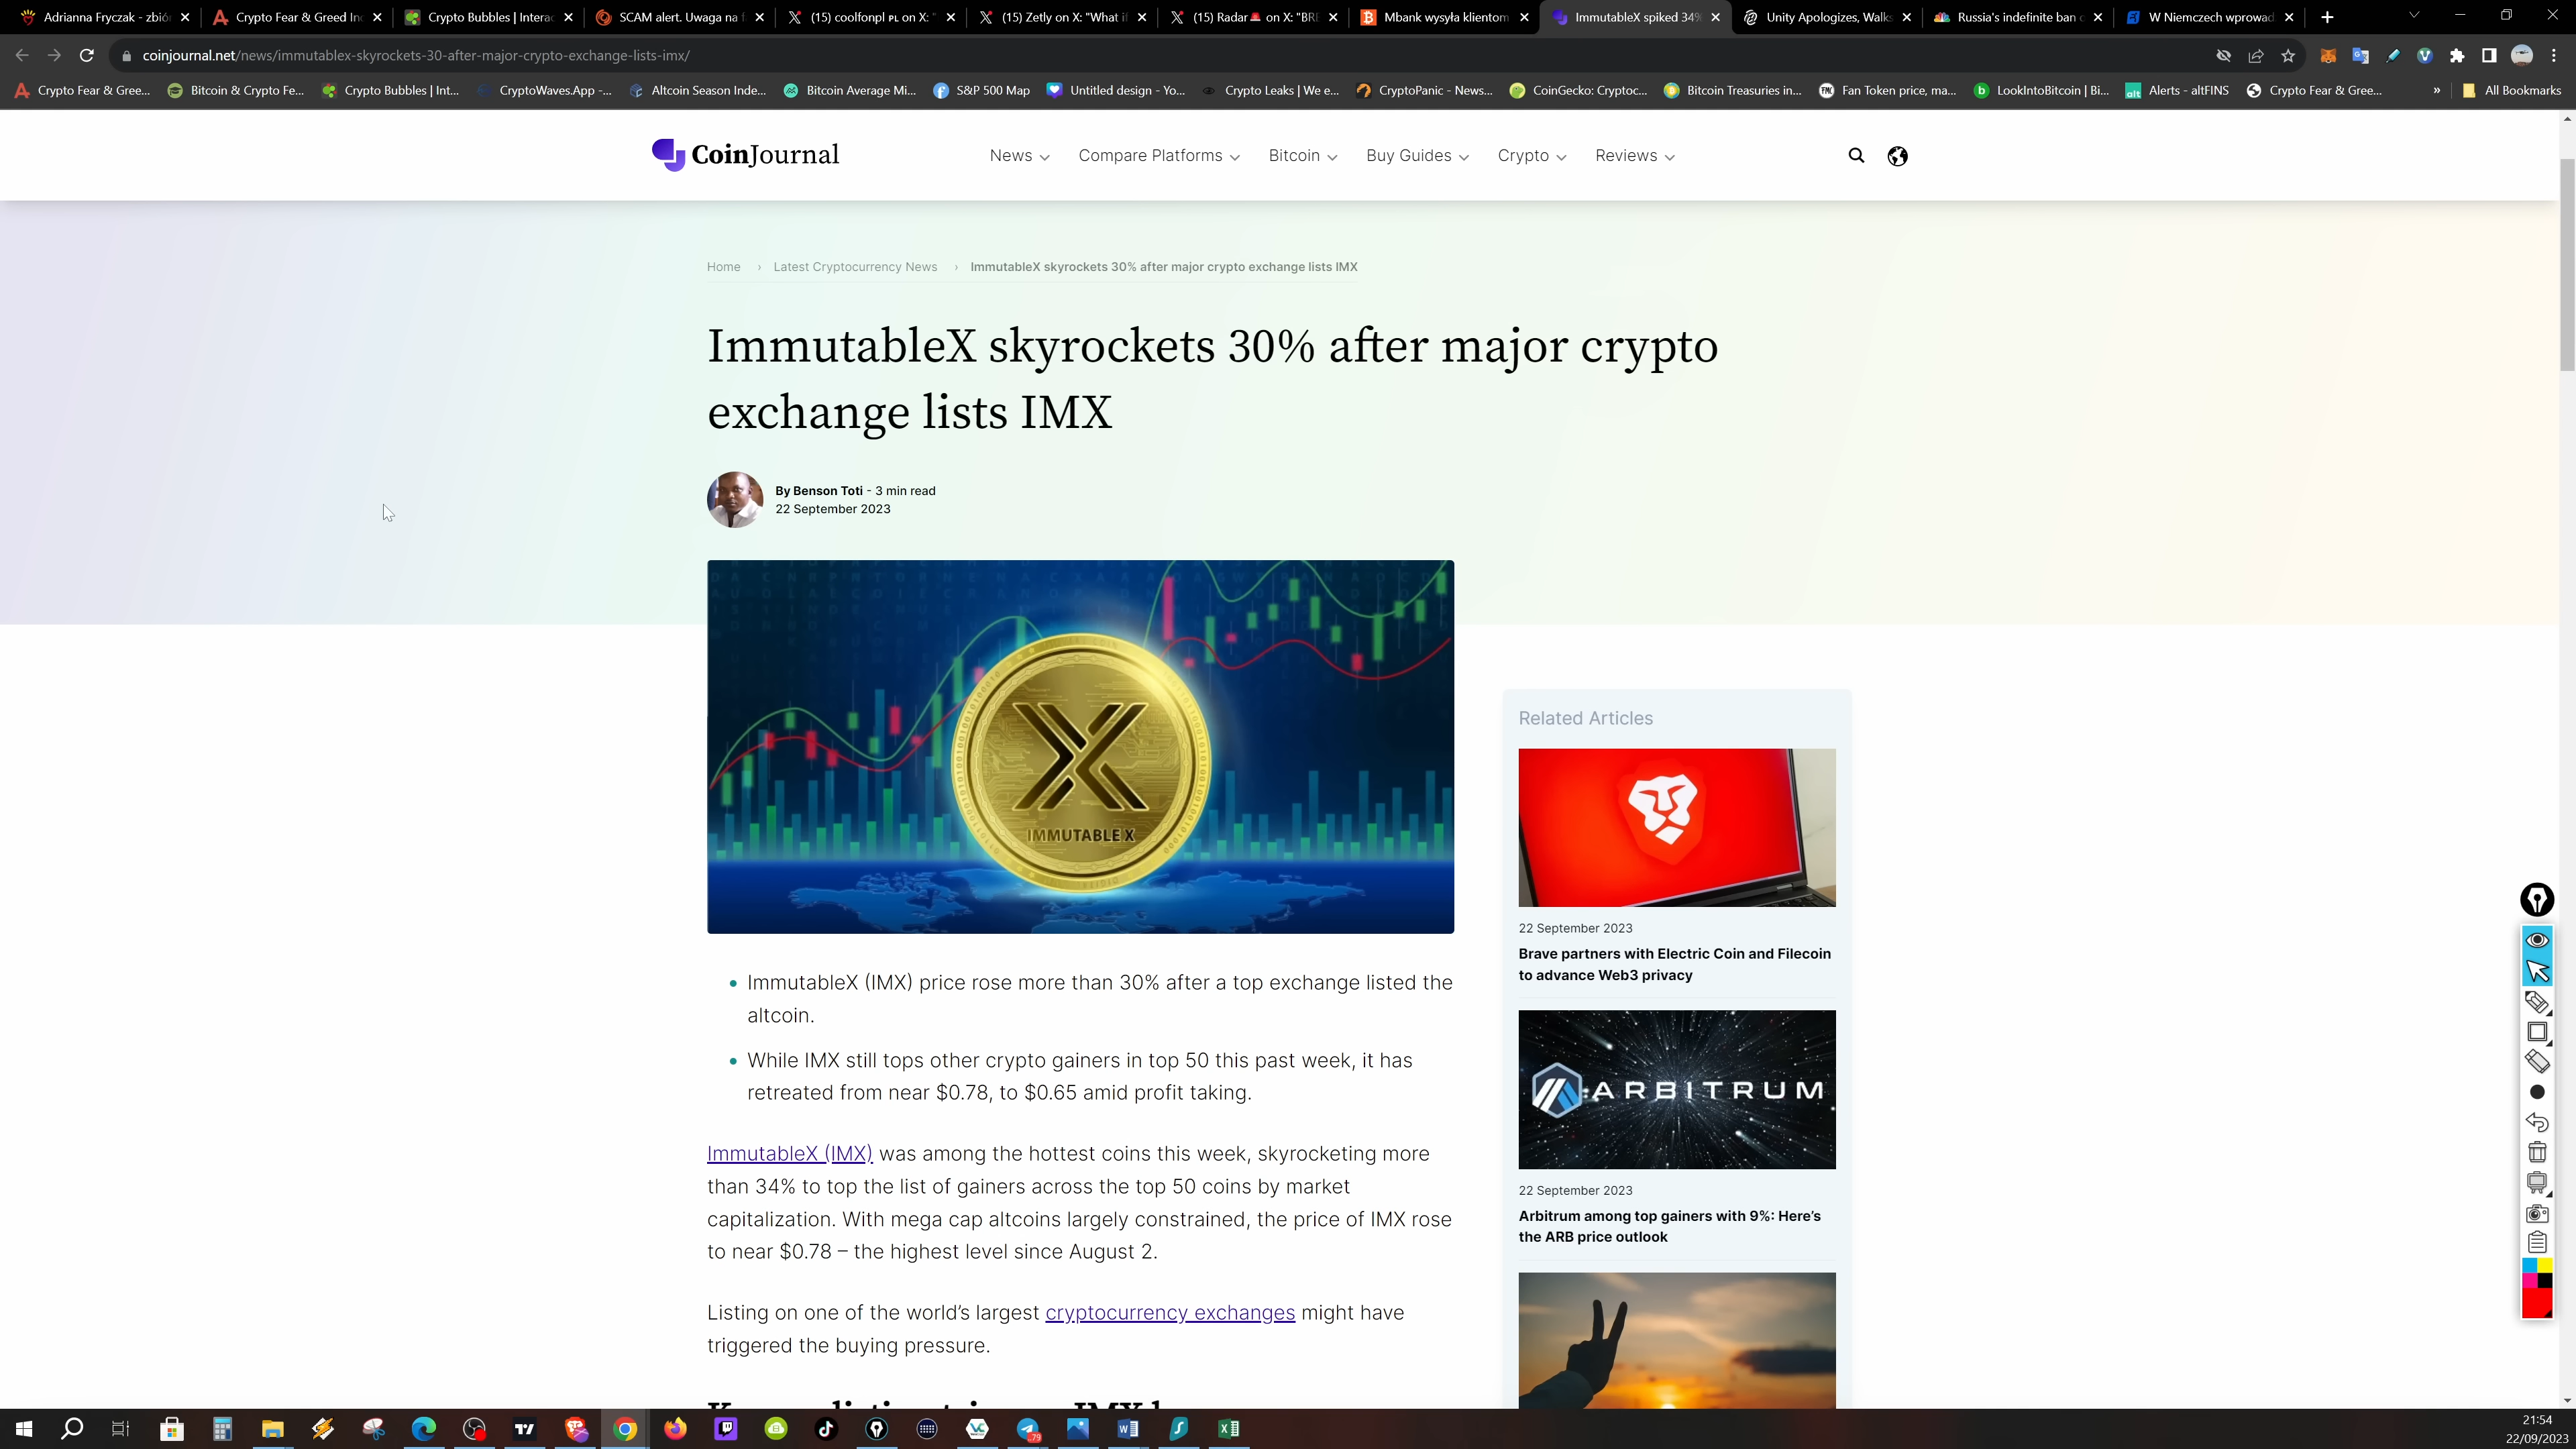 Adrianna Fryczak - zbiór
Crypto Fear & Greed In
Crypto Bubbles | Interac
SCAM alert. Uwaga na f
(15) coolfonpl PL on X: "
(15) Zetly on X: "What if
(15) Radar🚨 on X: "BRE
Mbank wysyła klientom
ImmutableX spiked 34%
Unity Apologizes, Walks
Russia's indefinite ban o
W Niemczech wprowad
coinjournal.net/news/immutablex-skyrockets-30-after-major-crypto-exchange-lists-imx/
Crypto Fear & Gree...
Bitcoin & Crypto Fe...
Crypto Bubbles | Int...
CryptoWaves.App -...
Altcoin Season Inde...
Bitcoin Average Mi...
S&P 500 Map
Untitled design - Yo...
Crypto Leaks | We e...
CryptoPanic - News...
CoinGecko: Cryptoc...
Bitcoin Treasuries in...
Fan Token price, ma...
LookIntoBitcoin | Bi...
Alerts - altFINS
Crypto Fear & Gree...
»
All Bookmarks
CoinJournal
News
Compare Platforms
Bitcoin
Buy Guides
Crypto
Reviews
Home › Latest Cryptocurrency News › ImmutableX skyrockets 30% after major crypto exchange lists IMX
ImmutableX skyrockets 30% after major crypto
exchange lists IMX
By Benson Toti - 3 min read
22 September 2023
IMMUTABLE X
• ImmutableX (IMX) price rose more than 30% after a top exchange listed the
altcoin.
• While IMX still tops other crypto gainers in top 50 this past week, it has
retreated from near $0.78, to $0.65 amid profit taking.
ImmutableX (IMX) was among the hottest coins this week, skyrocketing more
than 34% to top the list of gainers across the top 50 coins by market
capitalization. With mega cap altcoins largely constrained, the price of IMX rose
to near $0.78 – the highest level since August 2.
Listing on one of the world's largest cryptocurrency exchanges might have
triggered the buying pressure.
Related Articles
22 September 2023
Brave partners with Electric Coin and Filecoin
to advance Web3 privacy
ARBITRUM
22 September 2023
Arbitrum among top gainers with 9%: Here's
the ARB price outlook
79
21:54
22/09/2023